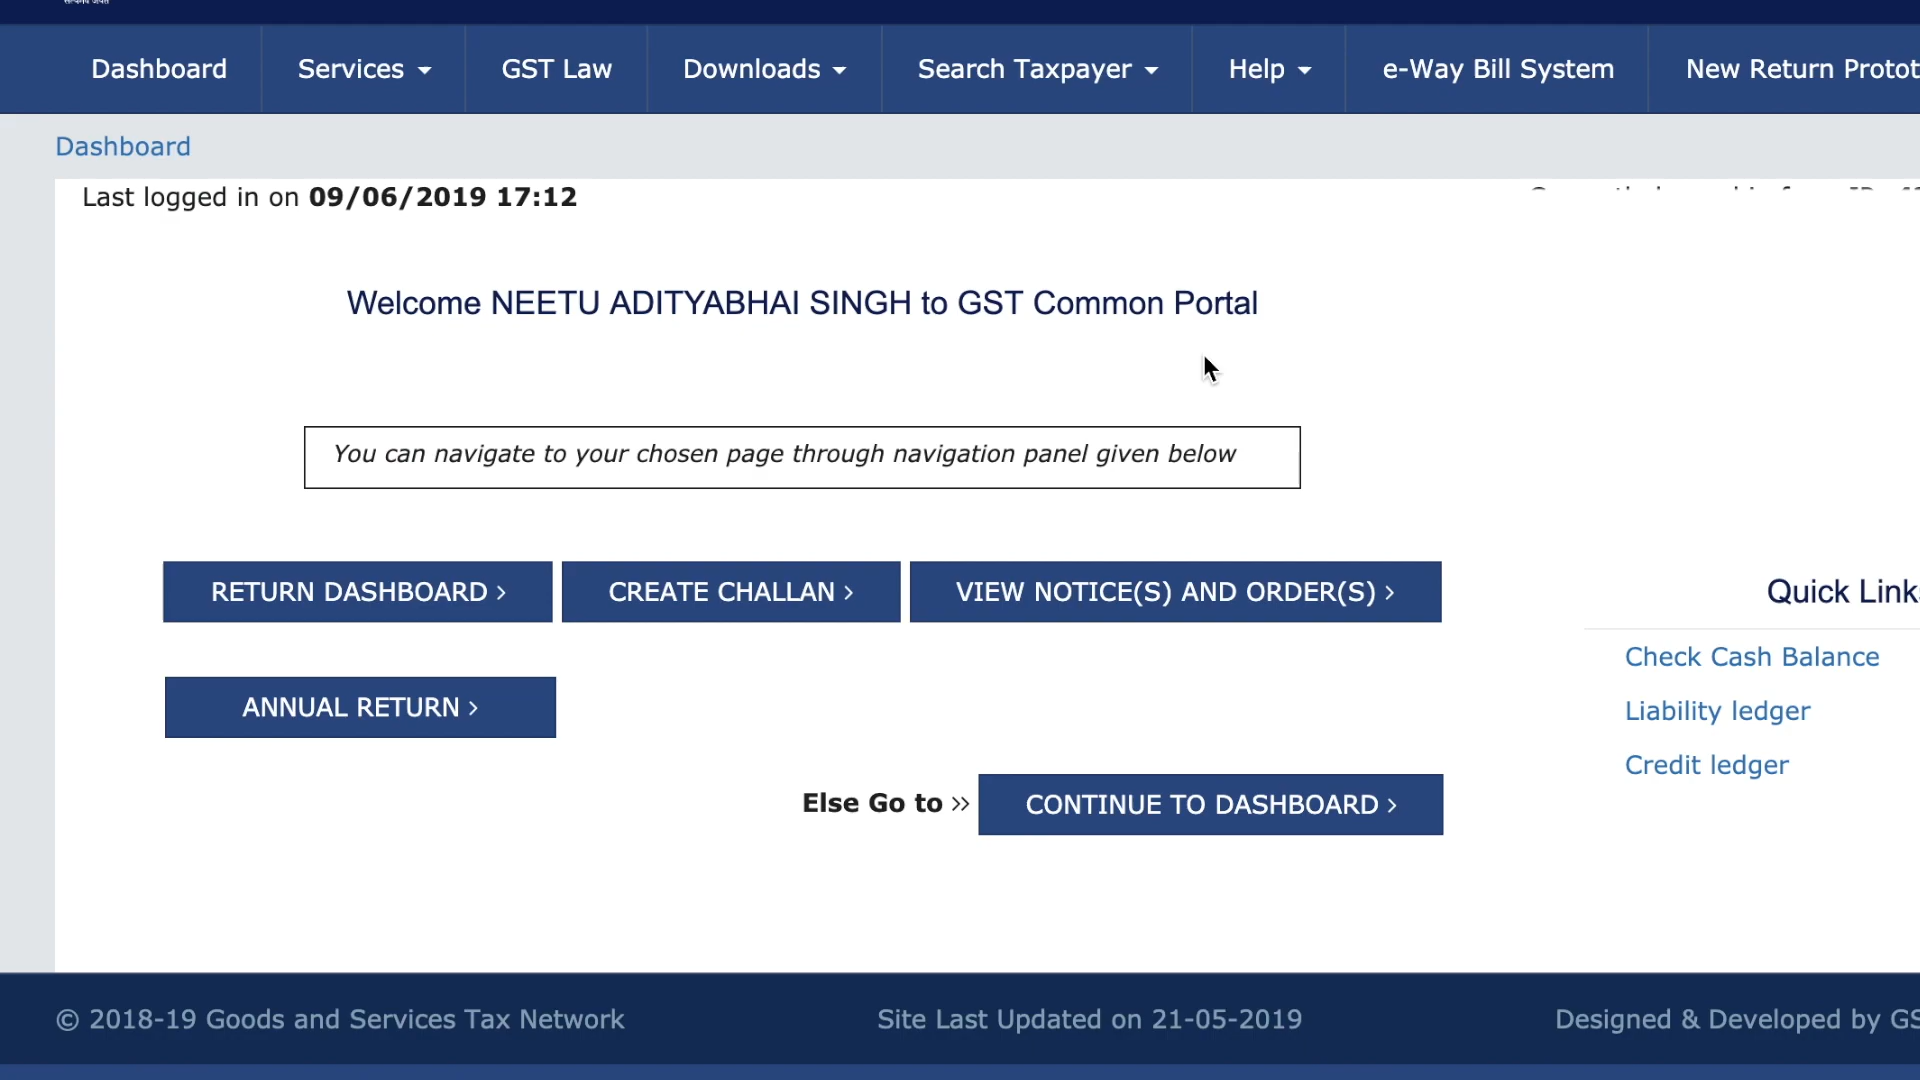 सत्यमेव जयते
Dashboard
Services
GST Law
Downloads
Search Taxpayer
Help
e-Way Bill System
New Return Protot
Dashboard
Last logged in on 09/06/2019 17:12
Welcome NEETU ADITYABHAI SINGH to GST Common Portal
You can navigate to your chosen page through navigation panel given below
RETURN DASHBOARD >
CREATE CHALLAN >
VIEW NOTICE(S) AND ORDER(S) >
ANNUAL RETURN >
Else Go to >> CONTINUE TO DASHBOARD >
Quick Links
Check Cash Balance
Liability ledger
Credit ledger
© 2018-19 Goods and Services Tax Network
Site Last Updated on 21-05-2019
Designed & Developed by GS